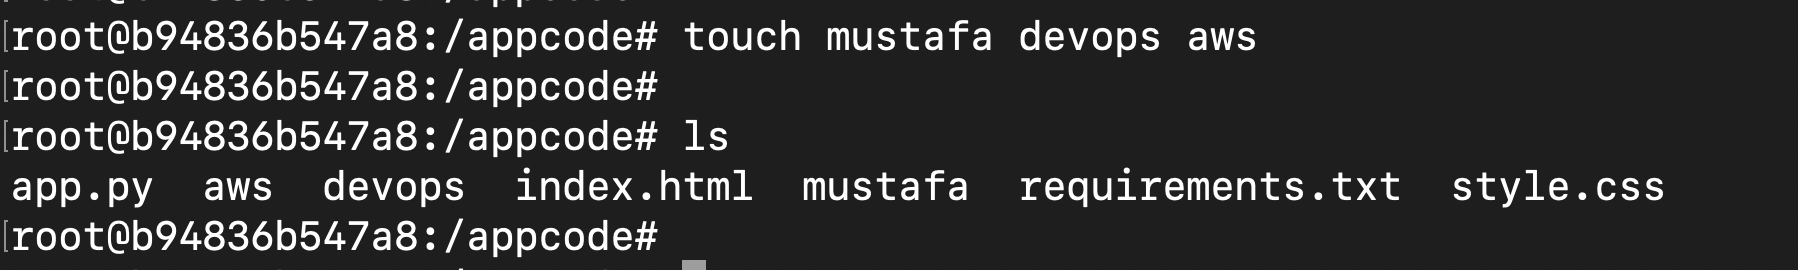 [root@b94836b547a8:/appcode# touch mustafa devops aws
[root@b94836b547a8:/appcode#
[root@b94836b547a8:/appcode# ls
app.py  aws  devops  index.html  mustafa  requirements.txt  style.css
[root@b94836b547a8:/appcode#